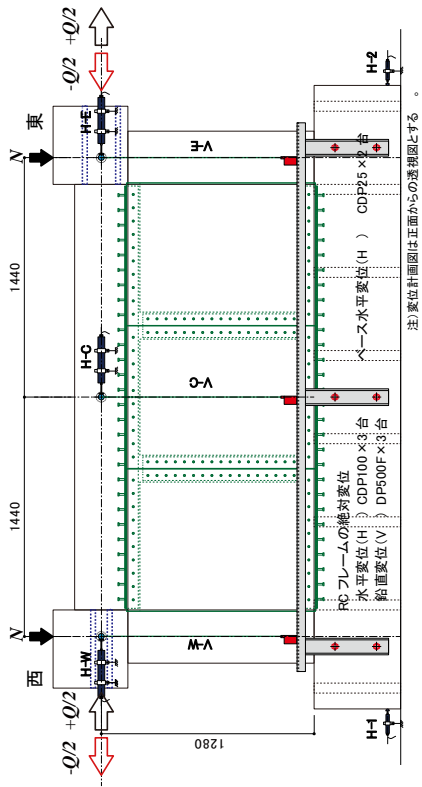 -Q/2 +Q/2
西
N
1440
1440
N
東
-Q/2 +Q/2
H-W
H-C
H-E
V-W
V-C
V-E
1280
RCフレームの絶対変位
水平変位(H ) CDP100×3台
鉛直変位(V ) DP500F×3台
ベース水平変位(H ) CDP25×2台
H-1
H-2
注)変位計画図は正面からの透視図とする。